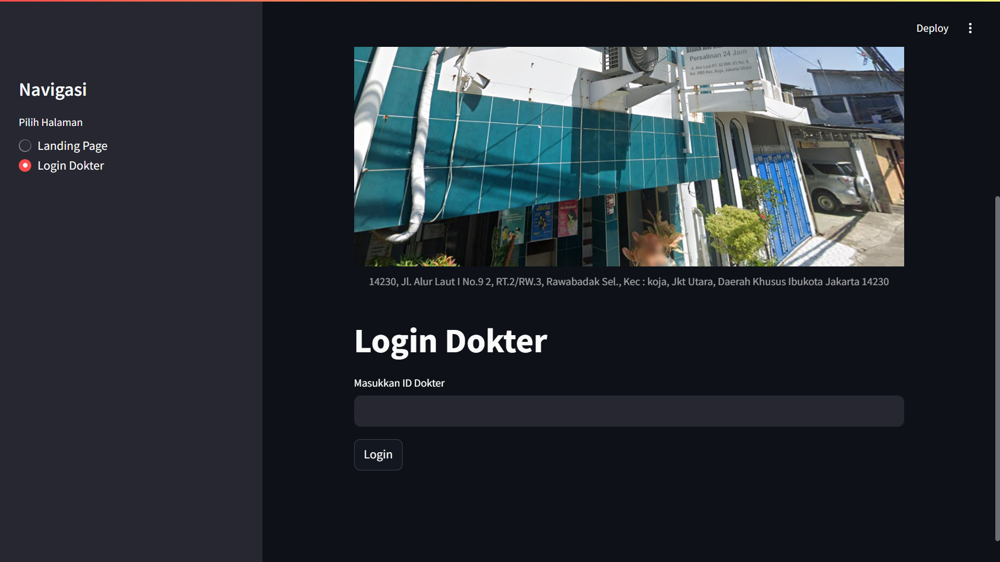 Deploy
Navigasi
Pilih Halaman
Landing Page
Login Dokter
Persalinan 24 Jam
Jl. Alur Laut RT. 02 RW. 03 No. 9
Kel. RBS Kec. Koja, Jakarta Utara
Google
14230, Jl. Alur Laut I No.9 2, RT.2/RW.3, Rawabadak Sel., Kec : koja, Jkt Utara, Daerah Khusus Ibukota Jakarta 14230
Login Dokter
Masukkan ID Dokter
Login